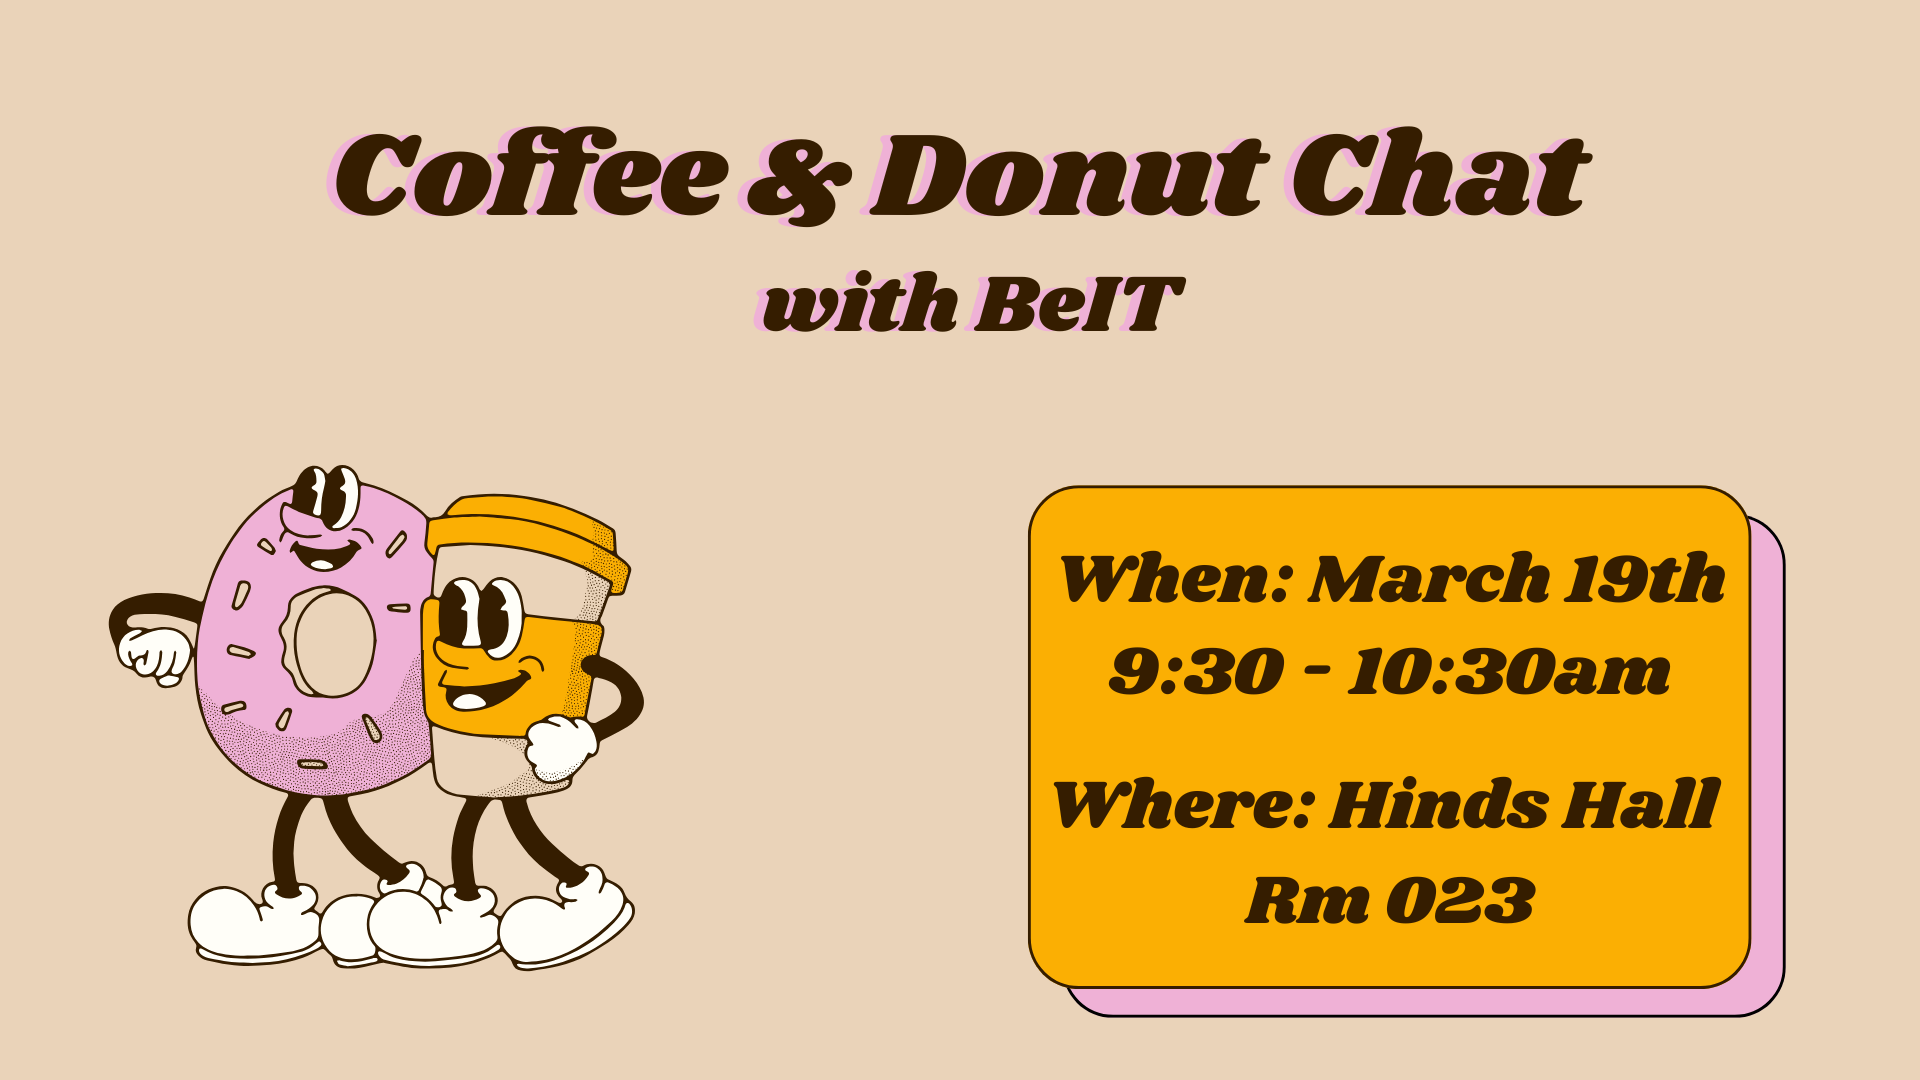 Coffee & Donut Chat
with BeIT
When: March 19th
9:30 - 10:30am
Where: Hinds Hall
Rm 023